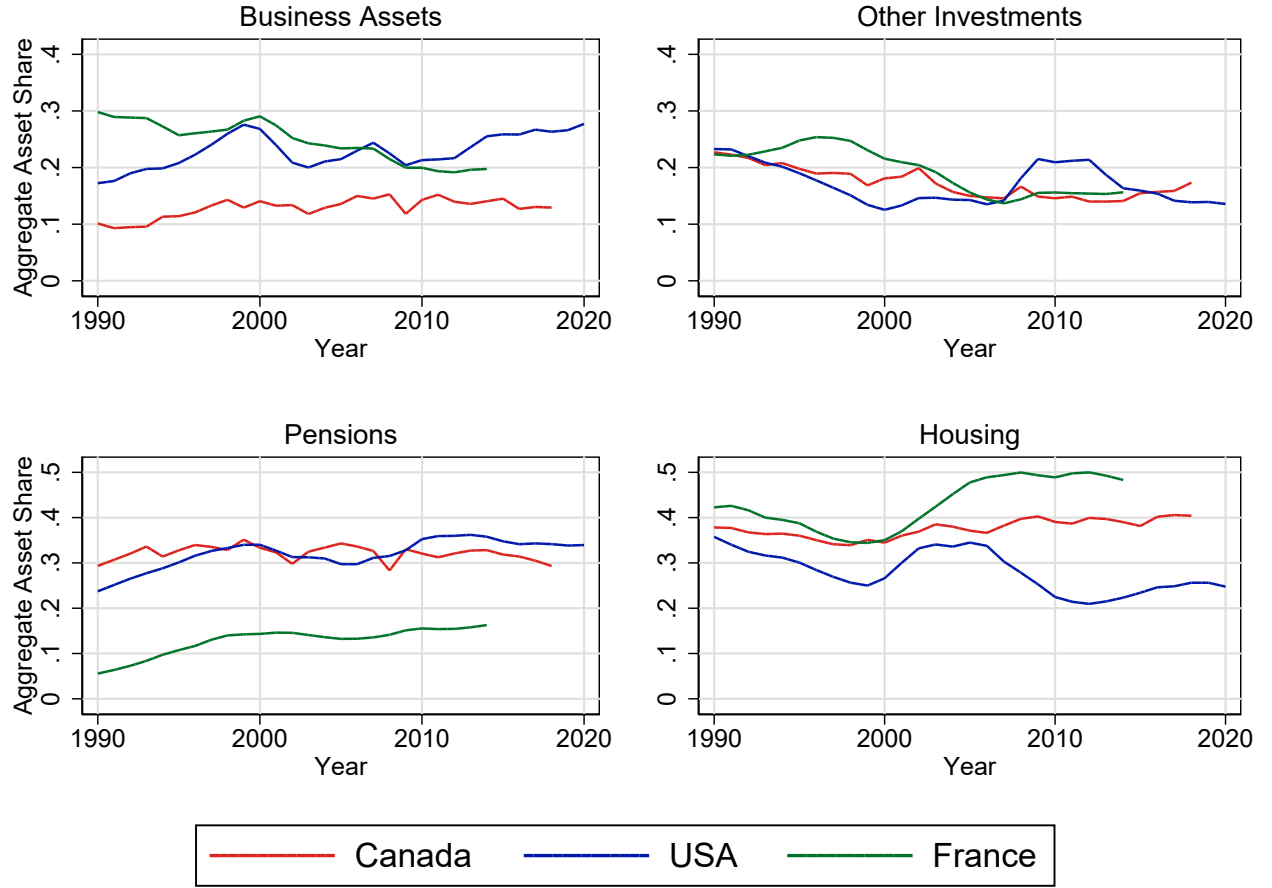 Business Assets
Aggregate Asset Share
.4
.3
.2
.1
0
1990 2000 2010 2020
Year
Other Investments
.4
.3
.2
.1
0
1990 2000 2010 2020
Year
Pensions
Aggregate Asset Share
.5
.4
.3
.2
.1
0
1990 2000 2010 2020
Year
Housing
.5
.4
.3
.2
.1
0
1990 2000 2010 2020
Year
Canada USA France